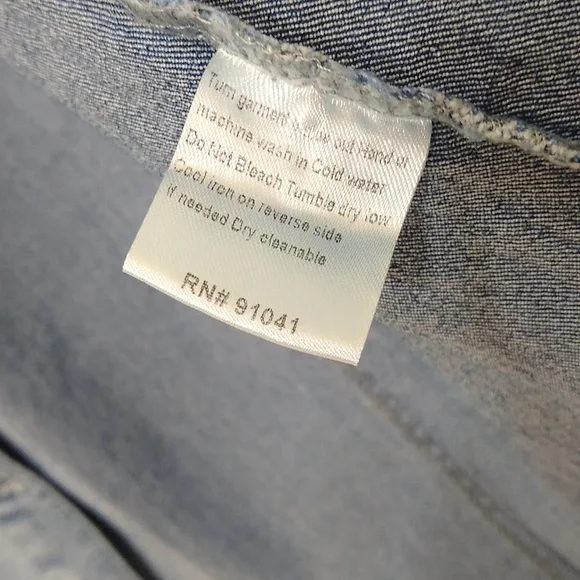 Turn garment inside out Hand or
machine wash in Cold water
Do Not Bleach Tumble dry low
Cool Iron on reverse side
if needed Dry cleanable
RN# 91041